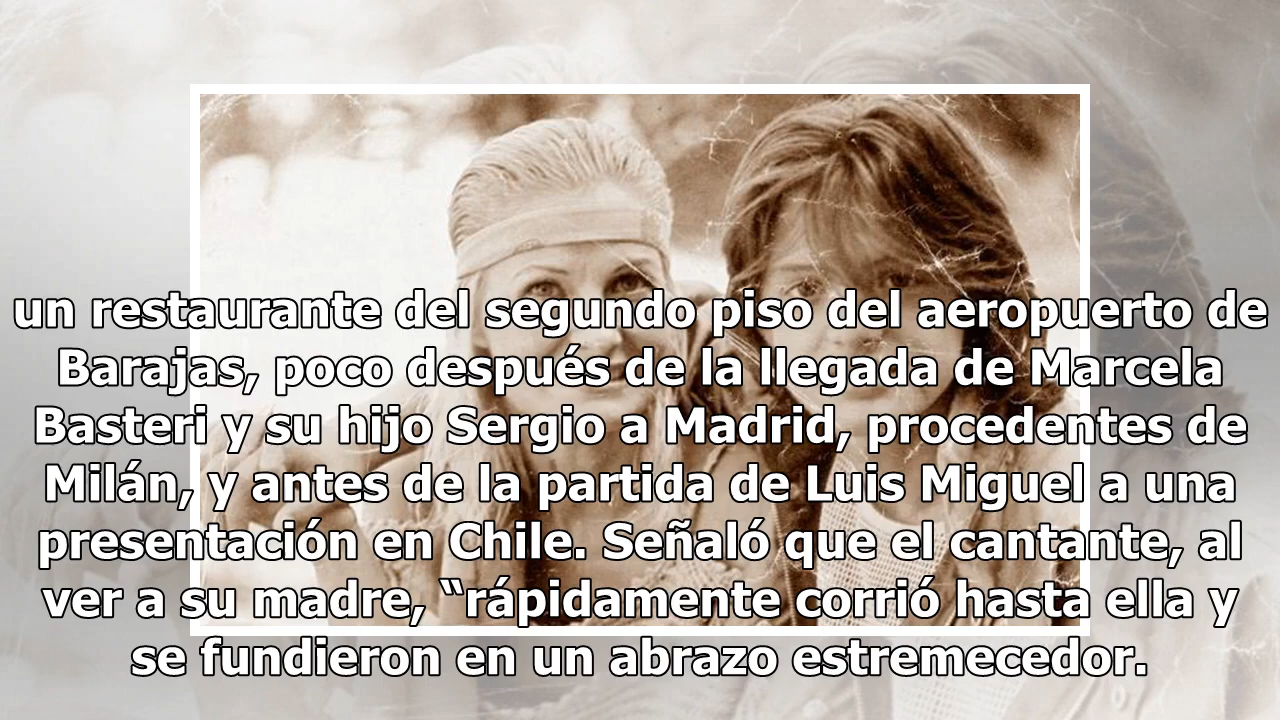 un restaurante del segundo piso del aeropuerto de
Barajas, poco después de la llegada de Marcela
Basteri y su hijo Sergio a Madrid, procedentes de
Milán, y antes de la partida de Luis Miguel a una
presentación en Chile. Señaló que el cantante, al
ver a su madre, “rápidamente corrió hasta ella y
se fundieron en un abrazo estremecedor.